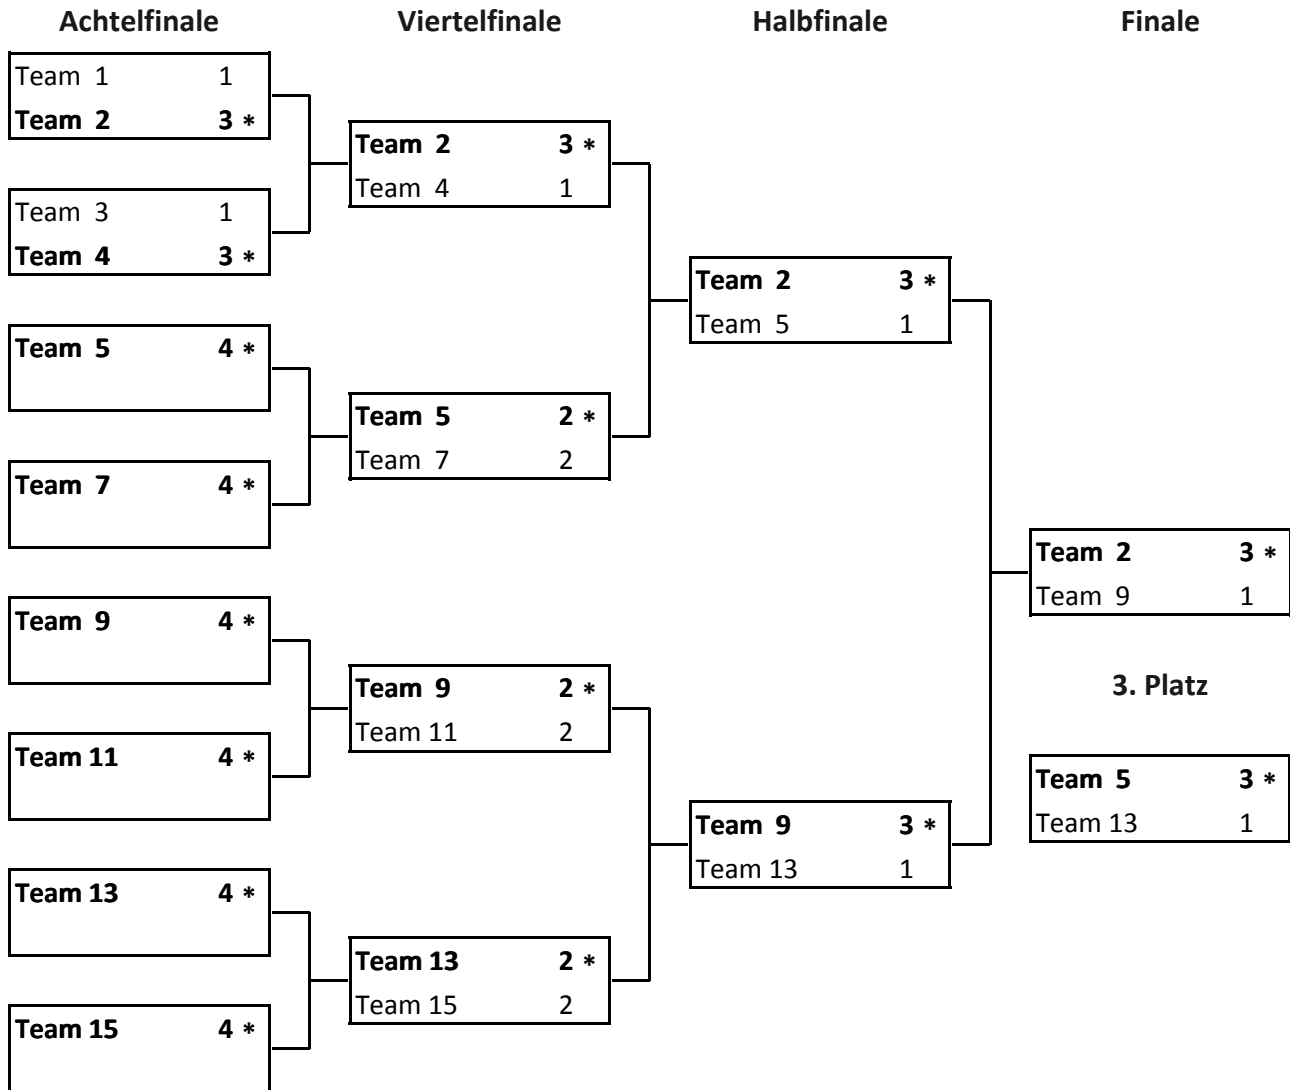 Achtelfinale
Viertelfinale
Halbfinale
Finale
Team 1 1
Team 2 3 *
Team 3 1
Team 4 3 *
Team 5 4 *
Team 7 4 *
Team 9 4 *
Team 11 4 *
Team 13 4 *
Team 15 4 *
Team 2 3 *
Team 4 1
Team 5 2 *
Team 7 2
Team 9 2 *
Team 11 2
Team 13 2 *
Team 15 2
Team 2 3 *
Team 5 1
Team 9 3 *
Team 13 1
Team 2 3 *
Team 9 1
3. Platz
Team 5 3 *
Team 13 1